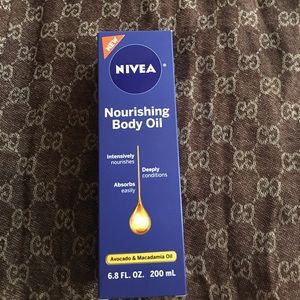 NEW
NIVEA
®
Nourishing
Body Oil
Intensively
nourishes
Deeply
conditions
Absorbs
easily
Avocado & Macadamia Oil
6.8 FL. OZ. 200 mL